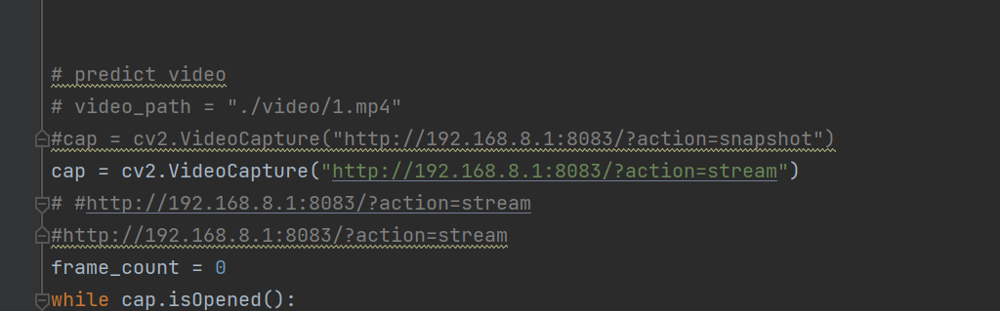 # predict video
# video_path = "./video/1.mp4"
#cap = cv2.VideoCapture("http://192.168.8.1:8083/?action=snapshot")
cap = cv2.VideoCapture("http://192.168.8.1:8083/?action=stream")
# #http://192.168.8.1:8083/?action=stream
#http://192.168.8.1:8083/?action=stream
frame_count = 0
while cap.isOpened():